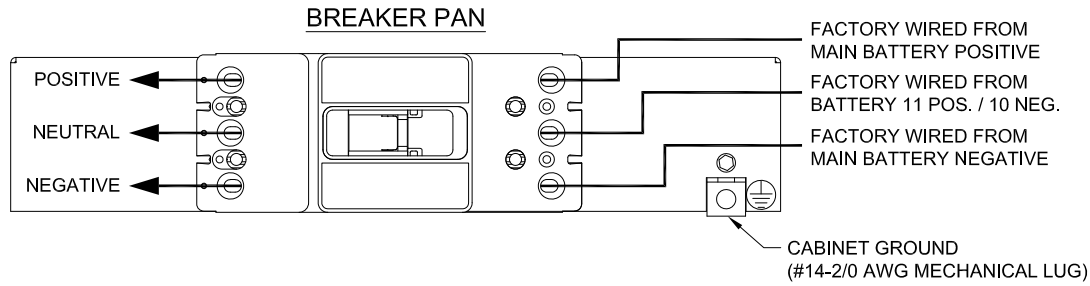 BREAKER PAN
POSITIVE
NEUTRAL
NEGATIVE
FACTORY WIRED FROM
MAIN BATTERY POSITIVE
FACTORY WIRED FROM
BATTERY 11 POS. / 10 NEG.
FACTORY WIRED FROM
MAIN BATTERY NEGATIVE
CABINET GROUND
(#14-2/0 AWG MECHANICAL LUG)